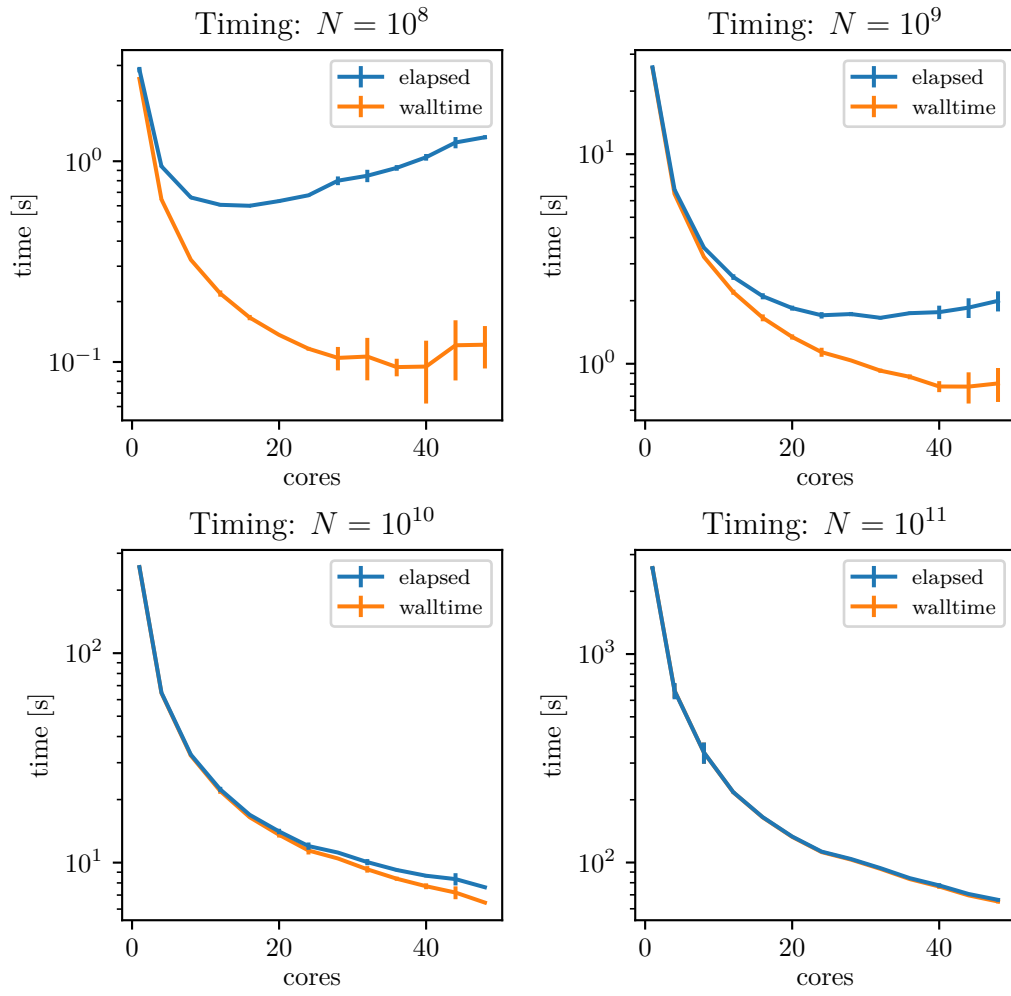 Timing: N = 10^8
elapsed
walltime
10^0
10^-1
time [s]
0 20 40
cores
Timing: N = 10^9
elapsed
walltime
10^1
10^0
time [s]
0 20 40
cores
Timing: N = 10^10
elapsed
walltime
10^2
10^1
time [s]
0 20 40
cores
Timing: N = 10^11
elapsed
walltime
10^3
10^2
time [s]
0 20 40
cores